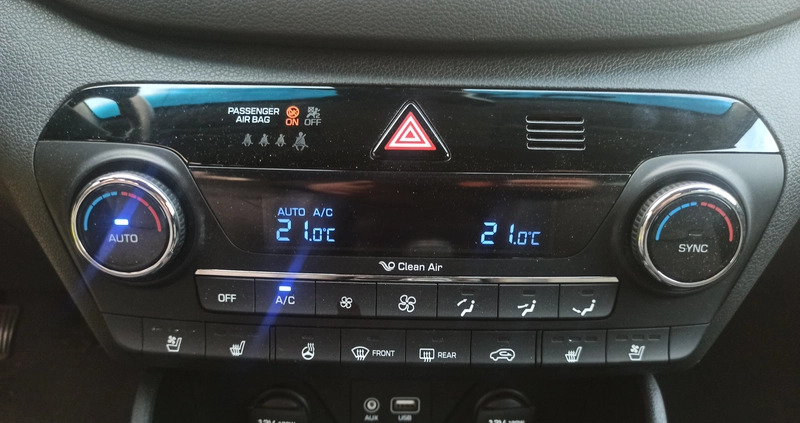 PASSENGER
AIR BAG
ON
OFF
AUTO A/C
21.0°C
21.0°C
AUTO
SYNC
Clean Air
OFF
A/C
FRONT
REAR
AUX
USB